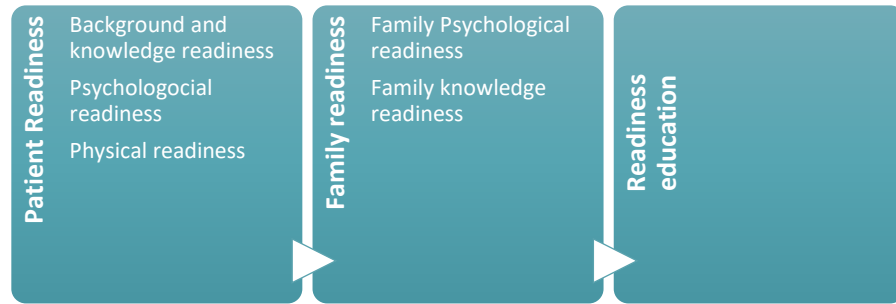 Patient Readiness
Background and
knowledge readiness
Psychologocial
readiness
Physical readiness
Family readiness
Family Psychological
readiness
Family knowledge
readiness
Readiness
education